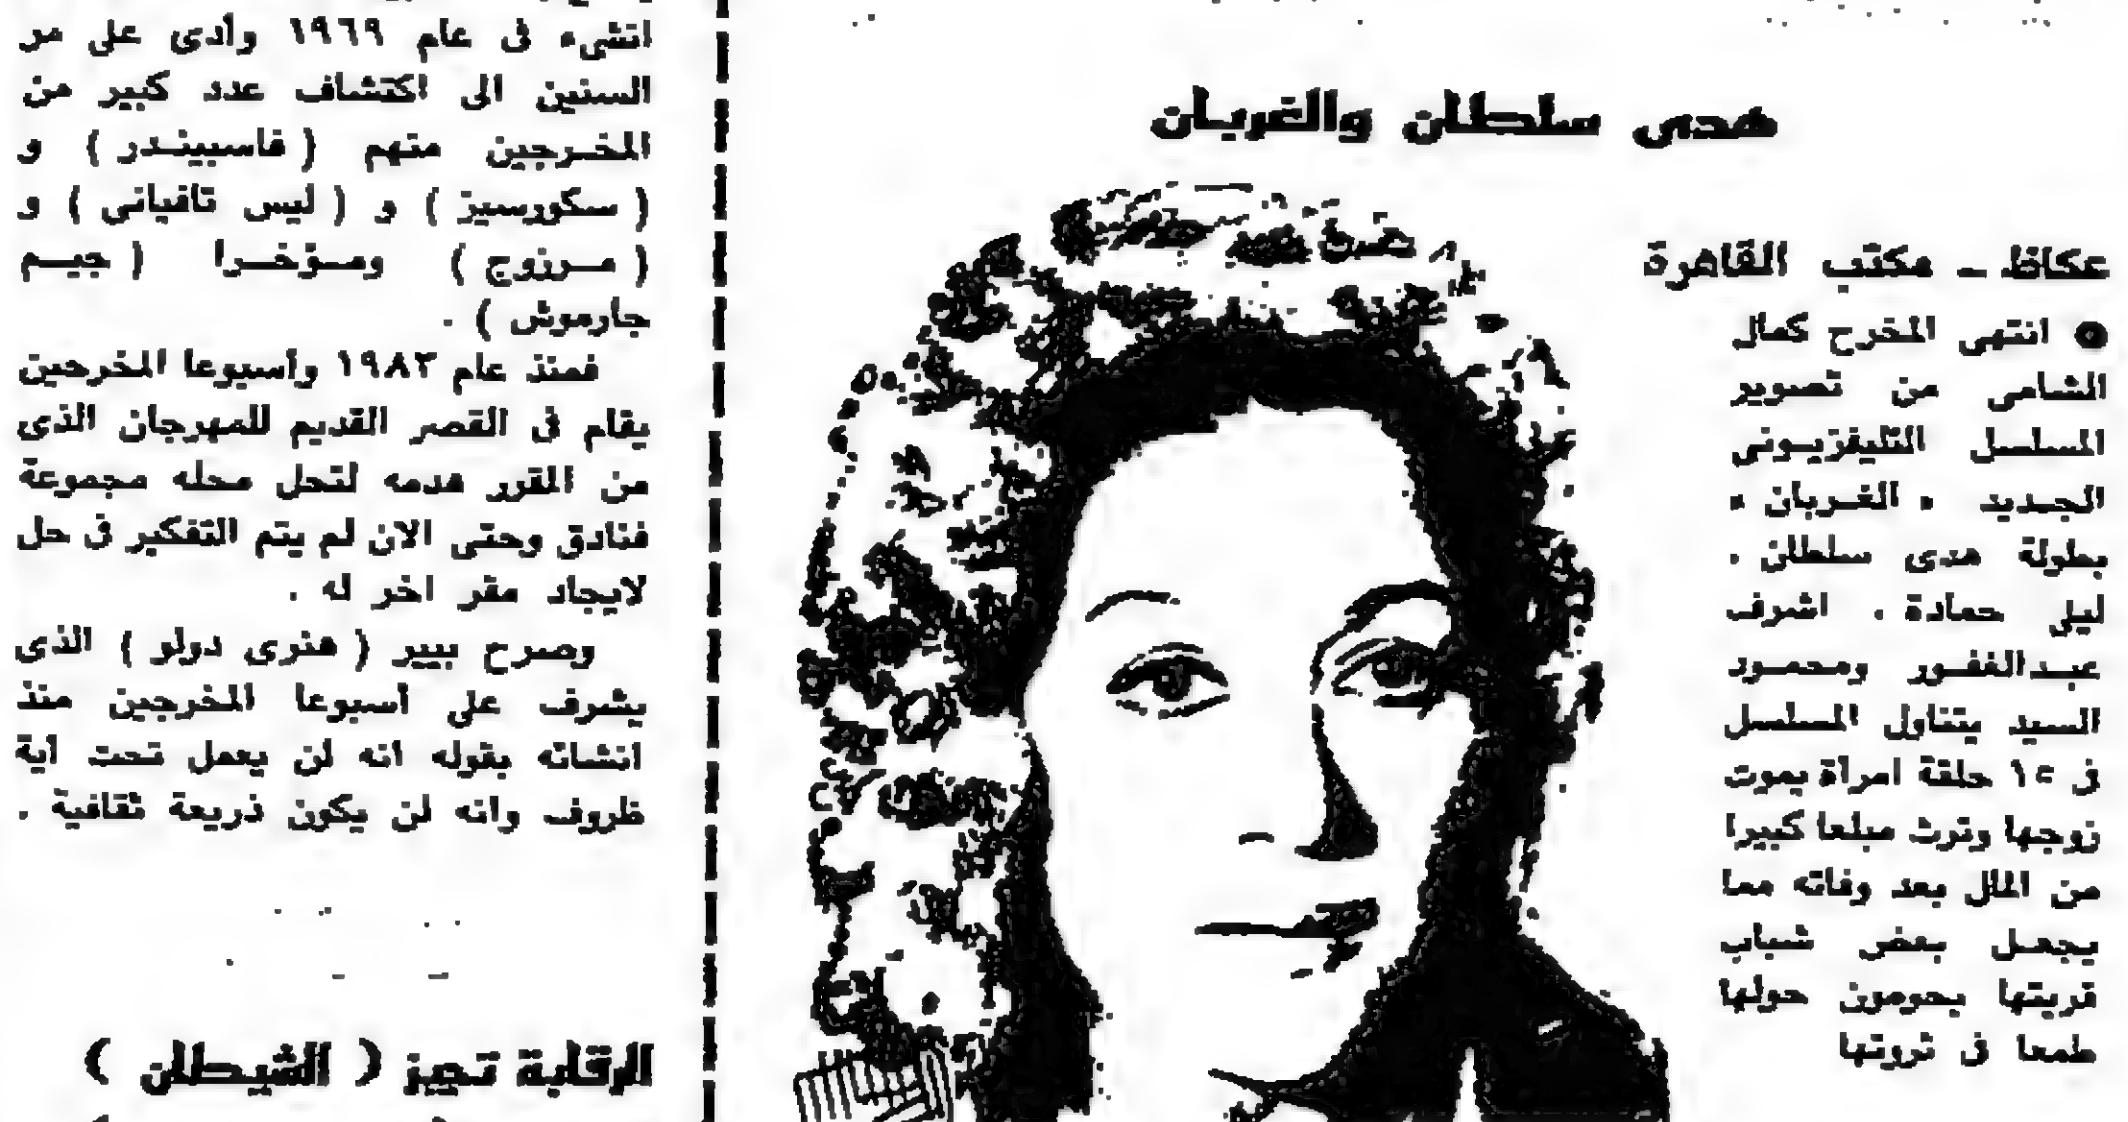 هدى سلطان والغربان
عكاظ ـ مكتب القاهرة
● انتهى المخرج كمال
الشامى من تصوير
المسلسل التليفزيونى
الجديد « الغربان »
بطولة هدى سلطان .
ليلى حمادة . اشرف
عبدالغفور ومحمود
السيد يتناول المسلسل
فى ١٥ حلقة امرأة يموت
زوجها وترث مبلغا كبيرا
من المال بعد وفاته مما
يجعل بعض شباب
قريتها يحومون حولها
طمعا فى ثروتها
انشىء فى عام ١٩٦٩ وأدى على مر
السنين الى اكتشاف عدد كبير من
المخرجين منهم ( فاسبيندر ) و
( سكورسيز ) و ( ليس تافيانى ) و
( مرزوج ) ومؤخرا ( جيم
جارموش ) .
فمنذ عام ١٩٨٣ وأسبوعا المخرجين
يقام فى القصر القديم للمهرجان الذى
من المقرر هدمه لتحل محله مجموعة
فنادق وحتى الان لم يتم التفكير فى حل
لايجاد مقر اخر له .
وصرح بيير ( هنرى دولو ) الذى
يشرف على أسبوعا المخرجين منذ
انشائه بقوله انه لن يعمل تحت اية
ظروف وانه لن يكون ذريعة ثقافية .
الرقابة تجيز ( الشيطان )